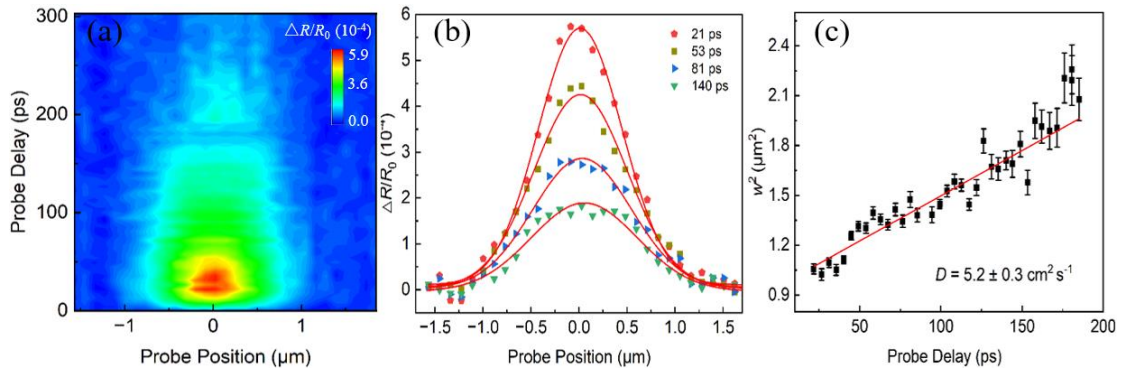 (a)
△R/R₀ (10⁻⁴)
5.9
3.6
0.0
300
200
100
0
Probe Delay (ps)
−1
0
1
Probe Position (μm)
(b)
21 ps
53 ps
81 ps
140 ps
6
5
4
3
2
1
0
△R/R₀ (10⁻⁴)
-1.5
-1.0
-0.5
0.0
0.5
1.0
1.5
Probe Position (μm)
(c)
2.4
2.1
1.8
1.5
1.2
0.9
w² (μm²)
D = 5.2 ± 0.3 cm² s⁻¹
50
100
150
200
Probe Delay (ps)